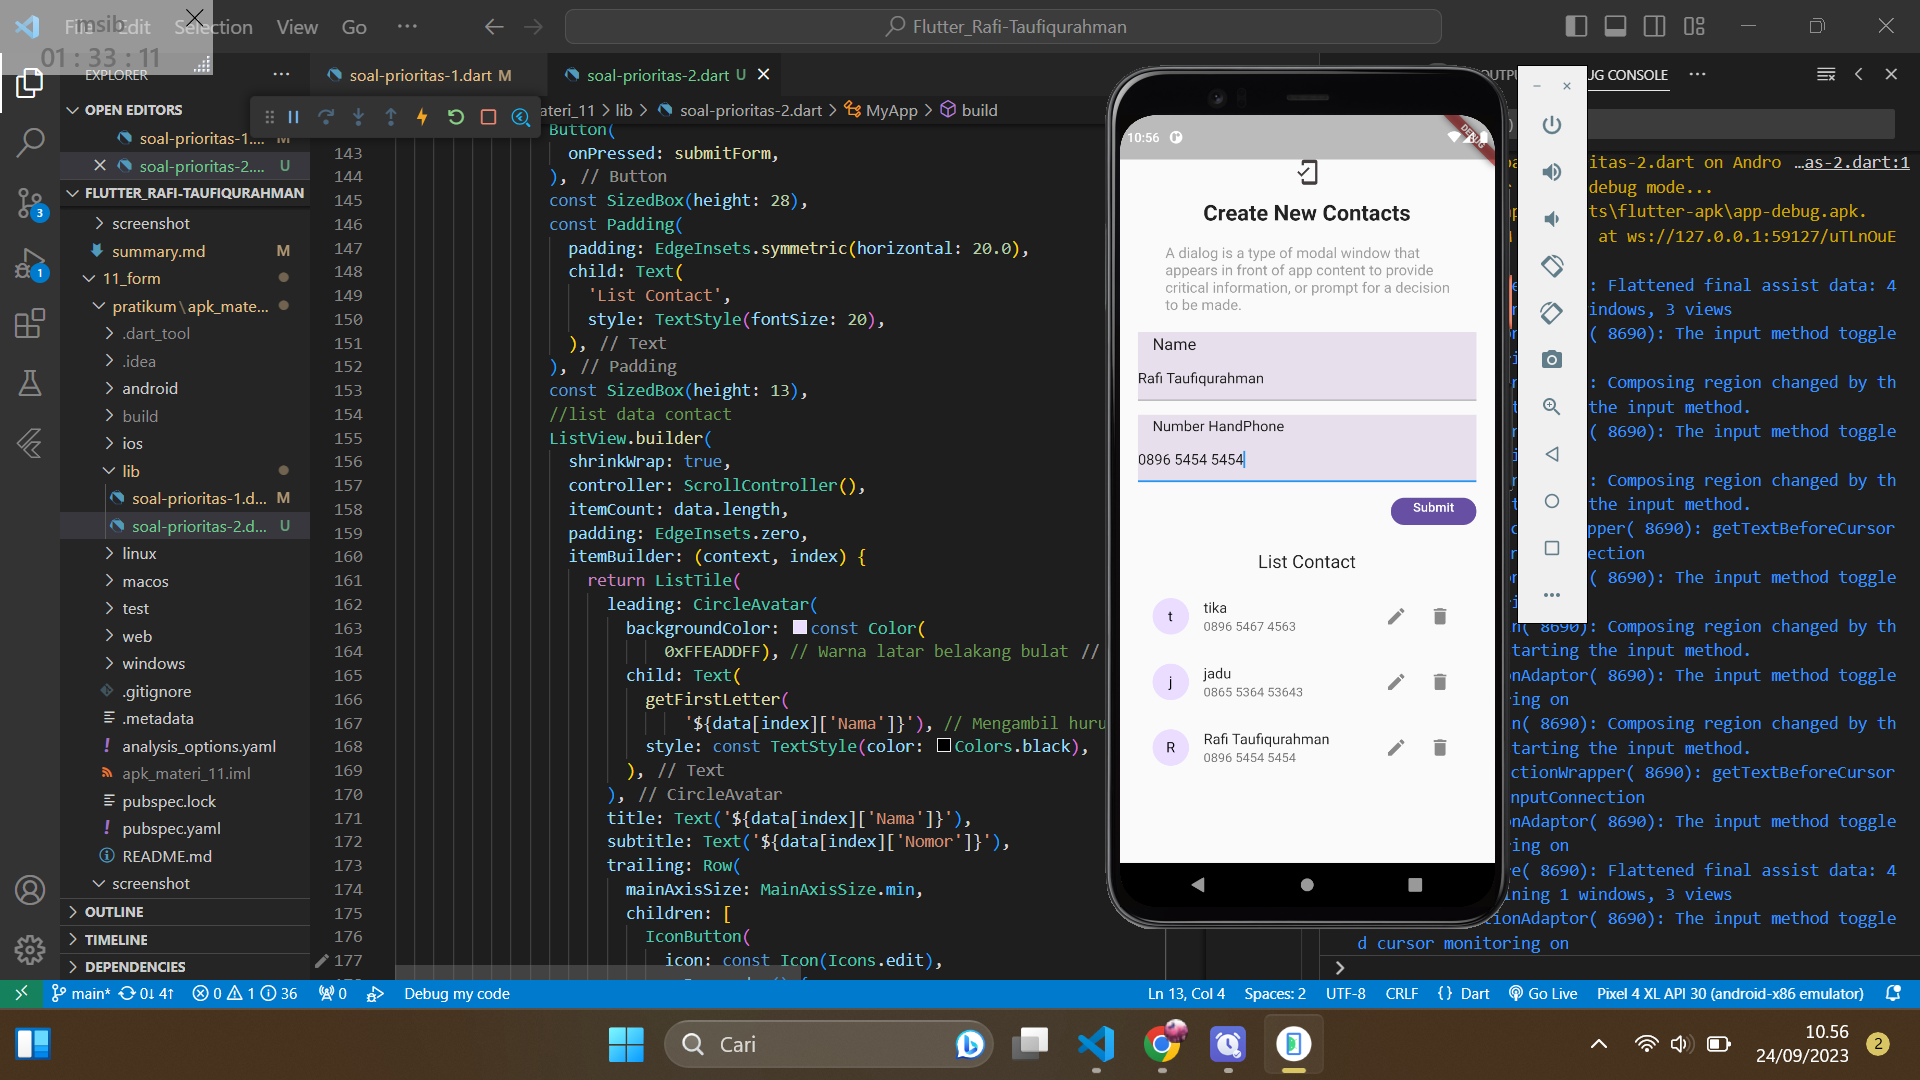 File Edit Selection View Go ···
msib
01 : 33 : 11
Flutter_Rafi-Taufiqurahman
EXPLORER
OPEN EDITORS
soal-prioritas-1.... M
soal-prioritas-2.... U
FLUTTER_RAFI-TAUFIQURAHMAN
screenshot
summary.md M
11_form
pratikum \ apk_mate...
.dart_tool
.idea
android
build
ios
lib
soal-prioritas-1.d... M
soal-prioritas-2.d... U
linux
macos
test
web
windows
.gitignore
.metadata
analysis_options.yaml
apk_materi_11.iml
pubspec.lock
pubspec.yaml
README.md
screenshot
OUTLINE
TIMELINE
DEPENDENCIES
3
1
soal-prioritas-1.dart M
soal-prioritas-2.dart U
ateri_11 > lib > soal-prioritas-2.dart > MyApp > build
Button(
143 onPressed: submitForm,
144 ), // Button
145 const SizedBox(height: 28),
146 const Padding(
147 padding: EdgeInsets.symmetric(horizontal: 20.0),
148 child: Text(
149 'List Contact',
150 style: TextStyle(fontSize: 20),
151 ), // Text
152 ), // Padding
153 const SizedBox(height: 13),
154 //list data contact
155 ListView.builder(
156 shrinkWrap: true,
157 controller: ScrollController(),
158 itemCount: data.length,
159 padding: EdgeInsets.zero,
160 itemBuilder: (context, index) {
161 return ListTile(
162 leading: CircleAvatar(
163 backgroundColor: const Color(
164 0xFFEADDFF), // Warna latar belakang bulat //
165 child: Text(
166 getFirstLetter(
167 '${data[index]['Nama']}'), // Mengambil huru
168 style: const TextStyle(color: Colors.black),
169 ), // Text
170 ), // CircleAvatar
171 title: Text('${data[index]['Nama']}'),
172 subtitle: Text('${data[index]['Nomor']}'),
173 trailing: Row(
174 mainAxisSize: MainAxisSize.min,
175 children: [
176 IconButton(
177 icon: const Icon(Icons.edit),
10:56
DEBUG
Create New Contacts
A dialog is a type of modal window that
appears in front of app content to provide
critical information, or prompt for a decision
to be made.
Name
Rafi Taufiqurahman
Number HandPhone
0896 5454 5454
Submit
List Contact
t tika
0896 5467 4563
j jadu
0865 5364 53643
R Rafi Taufiqurahman
0896 5454 5454
UG CONSOLE
itas-2.dart on Andro ...as-2.dart:1
debug mode...
ts\flutter-apk\app-debug.apk.
at ws://127.0.0.1:59127/uTLnOuE
: Flattened final assist data: 4
indows, 3 views
( 8690): The input method toggle
: Composing region changed by th
the input method.
( 8690): The input method toggle
: Composing region changed by th
the input method.
pper( 8690): getTextBeforeCursor
nection
( 8690): The input method toggle
n( 8690): Composing region changed by th
tarting the input method.
onAdaptor( 8690): The input method toggle
ring on
n( 8690): Composing region changed by th
tarting the input method.
ctionWrapper( 8690): getTextBeforeCursor
nputConnection
onAdaptor( 8690): The input method toggle
ring on
e( 8690): Flattened final assist data: 4
ning 1 windows, 3 views
tionAdaptor( 8690): The input method toggle
d cursor monitoring on
main* 0↓ 4↑ 0 1 36 0 Debug my code
Ln 13, Col 4 Spaces: 2 UTF-8 CRLF {} Dart Go Live Pixel 4 XL API 30 (android-x86 emulator)
Cari
10.56
24/09/2023
2